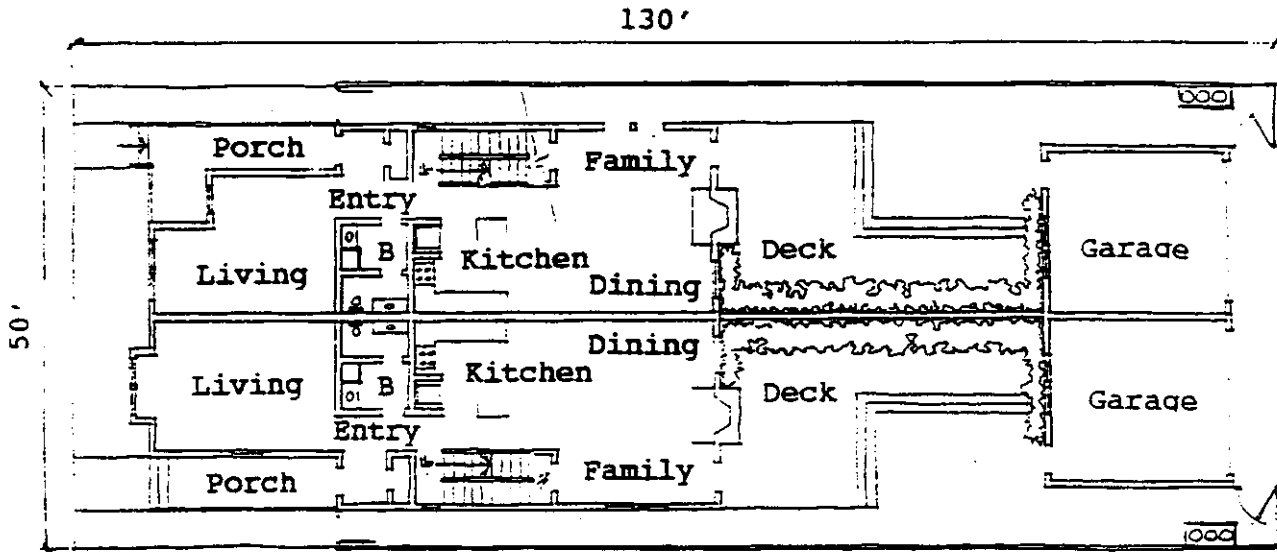 130'
50'
Porch
Family
Entry
B
Living
Kitchen
Deck
Garage
Dining
Dining
Living
B
Kitchen
Deck
Garage
Entry
Family
Porch